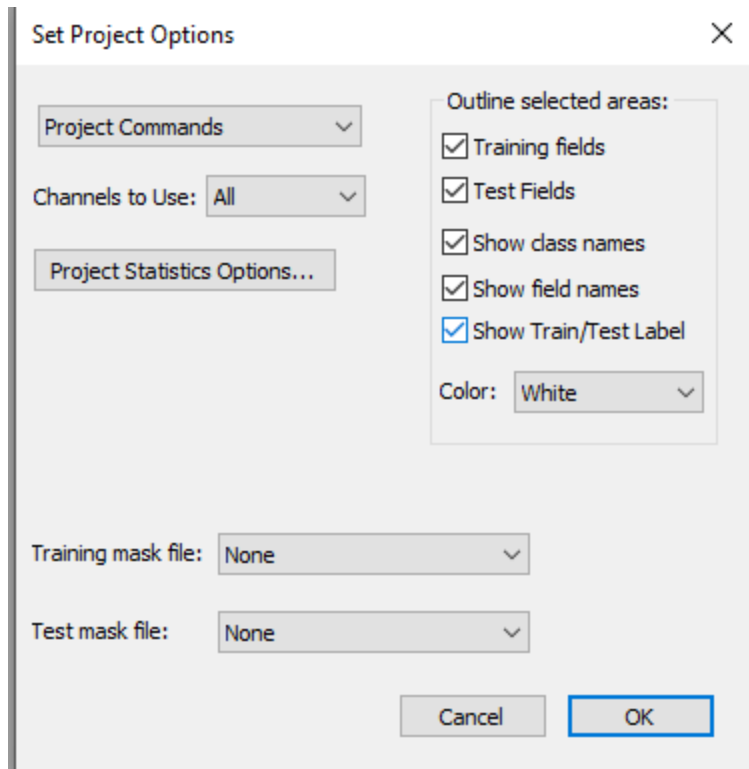 Set Project Options
Project Commands
Channels to Use: All
Project Statistics Options...
Outline selected areas:
Training fields
Test Fields
Show class names
Show field names
Show Train/Test Label
Color: White
Training mask file: None
Test mask file: None
Cancel OK